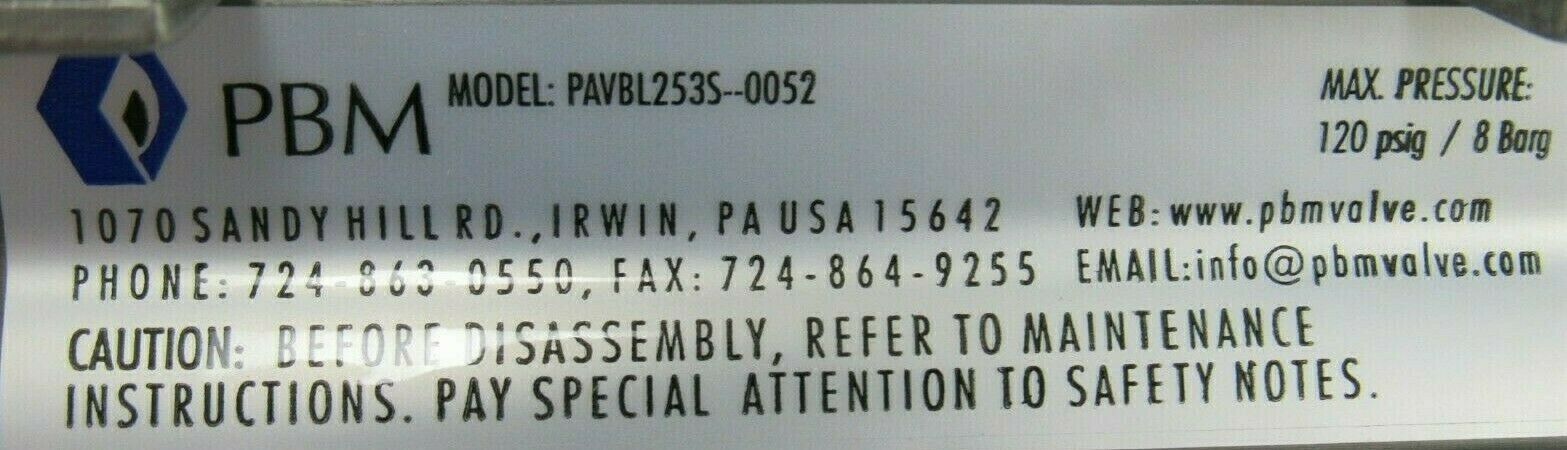 PBM MODEL: PAVBL253S--0052
MAX. PRESSURE:
120 psig / 8 Barg
1070 SANDY HILL RD., IRWIN, PA USA 15642 WEB: www.pbmvalve.com
PHONE: 724-863-0550, FAX: 724-864-9255 EMAIL:info@pbmvalve.com
CAUTION: BEFORE DISASSEMBLY, REFER TO MAINTENANCE
INSTRUCTIONS. PAY SPECIAL ATTENTION TO SAFETY NOTES.